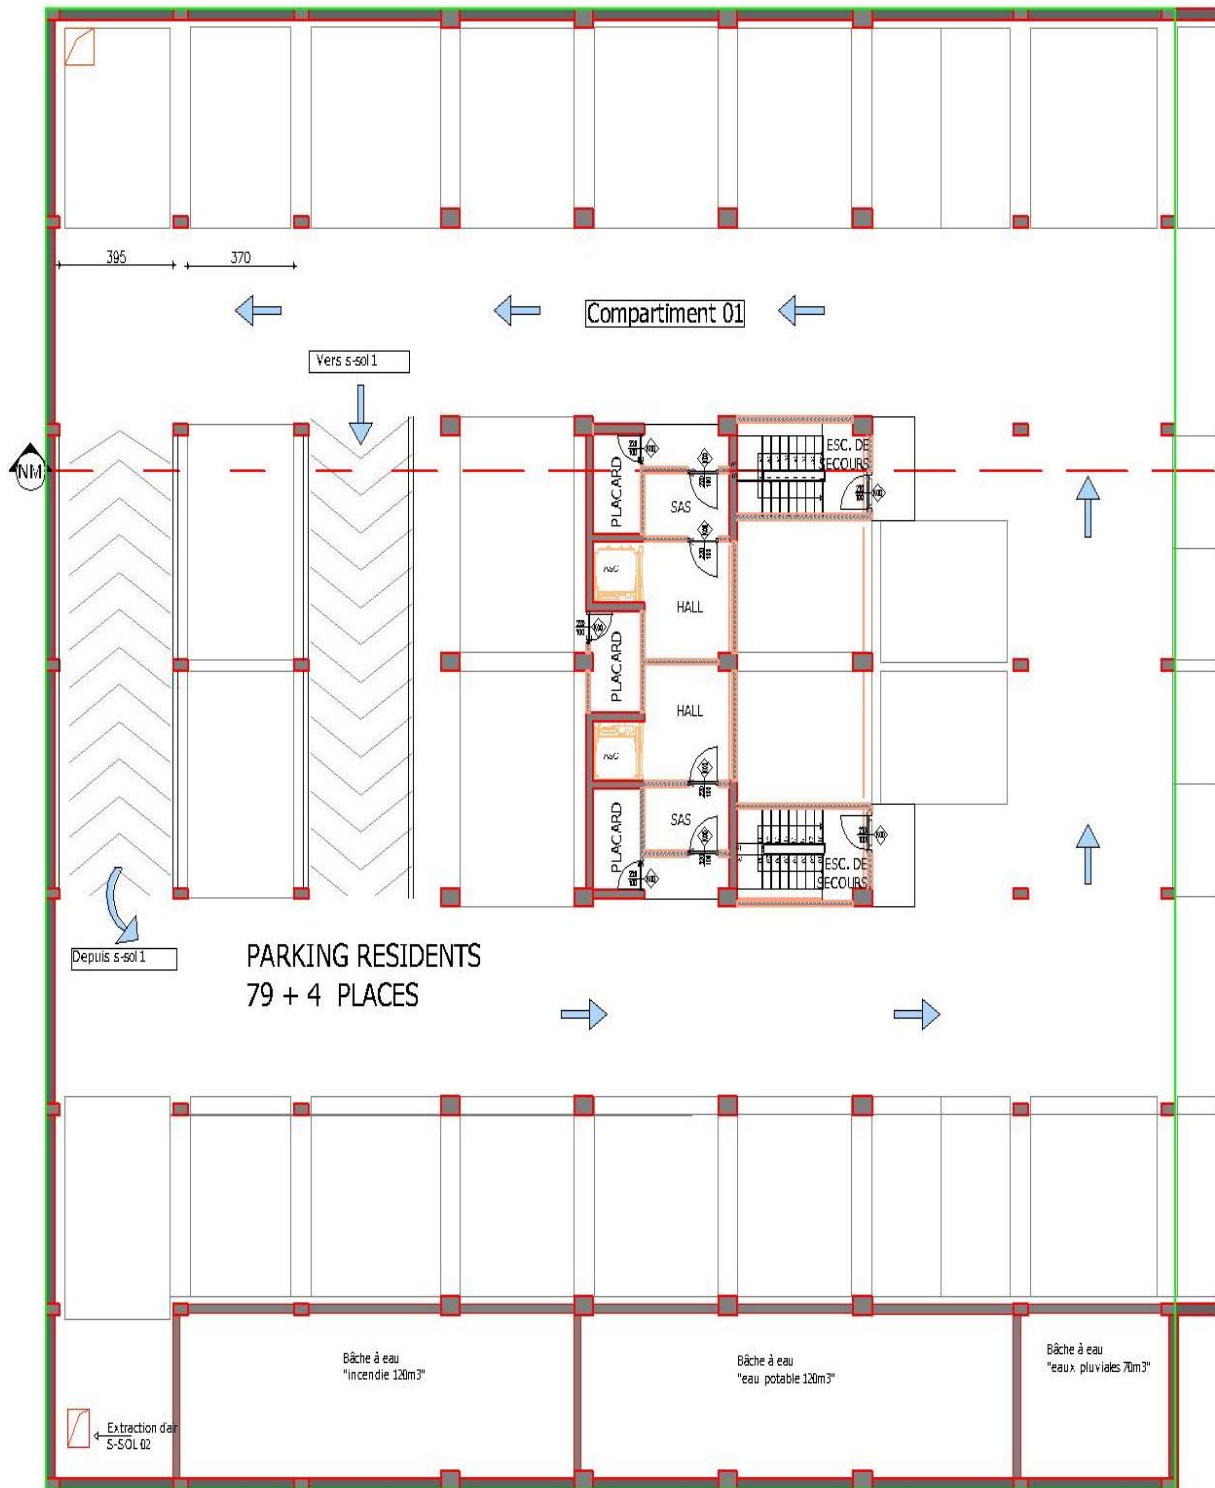 395
370
Compartiment 01
Vers s-sol 1
NM
ESC. DE
SECOURS
PLACARD
SAS
ASC
HALL
PLACARD
HALL
ASC
PLACARD
SAS
ESC. DE
SECOURS
Depuis s-sol 1
PARKING RESIDENTS
79 + 4 PLACES
Bâche à eau
"incendie 120m3"
Bâche à eau
"eau potable 120m3"
Bâche à eau
"eaux pluviales 70m3"
Extraction d'air
S-SOL 02